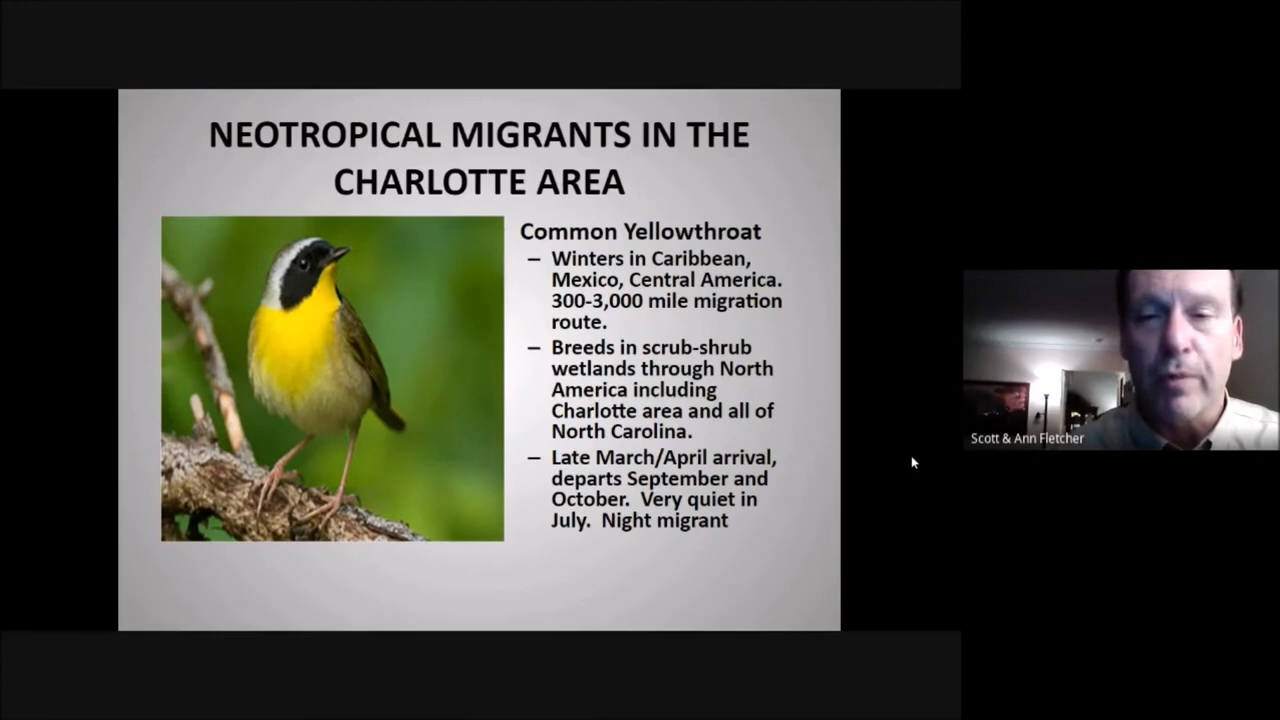 NEOTROPICAL MIGRANTS IN THE
CHARLOTTE AREA
Common Yellowthroat
– Winters in Caribbean,
Mexico, Central America.
300-3,000 mile migration
route.
– Breeds in scrub-shrub
wetlands through North
America including
Charlotte area and all of
North Carolina.
– Late March/April arrival,
departs September and
October.  Very quiet in
July.  Night migrant
Scott & Ann Fletcher